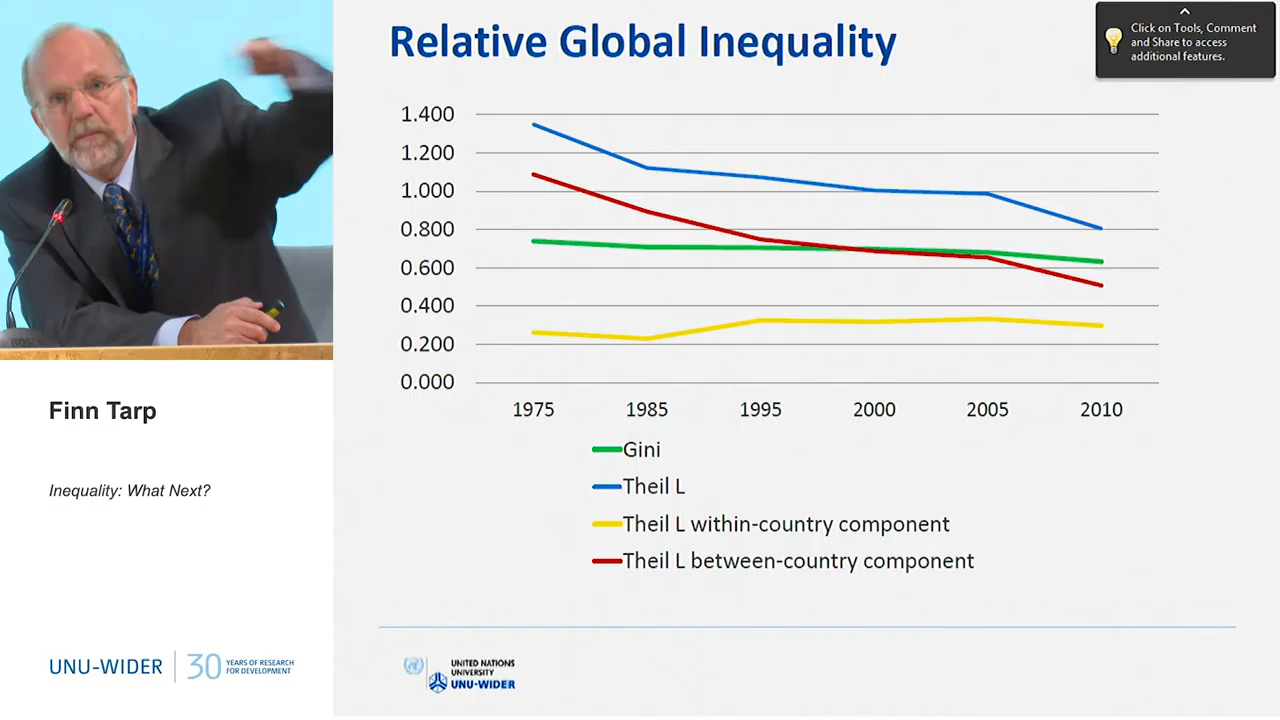 Relative Global Inequality
Click on Tools, Comment
and Share to access
additional features.
1.400
1.200
1.000
0.800
0.600
0.400
0.200
0.000
1975 1985 1995 2000 2005 2010
Gini
Theil L
Theil L within-country component
Theil L between-country component
Finn Tarp
Inequality: What Next?
UNU-WIDER
30 YEARS OF RESEARCH
FOR DEVELOPMENT
UNITED NATIONS
UNIVERSITY
UNU-WIDER